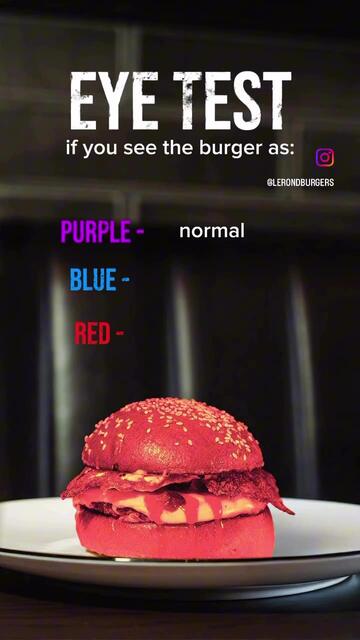 EYE TEST
if you see the burger as:
@LERONDBURGERS
PURPLE - normal
BLUE -
RED -